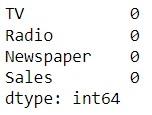 TV 0
Radio 0
Newspaper 0
Sales 0
dtype: int64